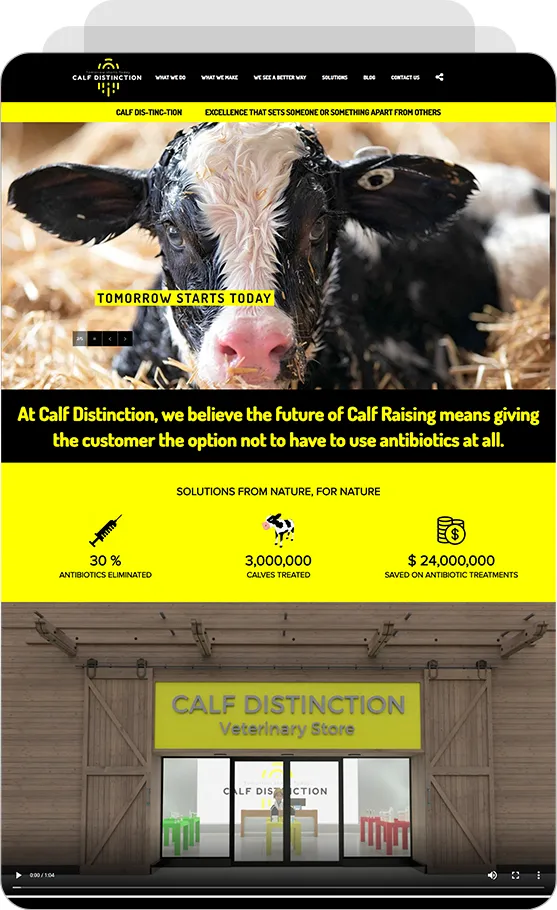 CALF DISTINCTION
WHAT WE DO
WHAT WE MAKE
WE SEE A BETTER WAY
SOLUTIONS
BLOG
CONTACT US
CALF DIS-TINC-TION
EXCELLENCE THAT SETS SOMEONE OR SOMETHING APART FROM OTHERS
TOMORROW STARTS TODAY
At Calf Distinction, we believe the future of Calf Raising means giving
the customer the option not to have to use antibiotics at all.
SOLUTIONS FROM NATURE, FOR NATURE
30 %
ANTIBIOTICS ELIMINATED
3,000,000
CALVES TREATED
$ 24,000,000
SAVED ON ANTIBIOTIC TREATMENTS
CALF DISTINCTION
Veterinary Store
CALF DISTINCTION
0:00 / 1:04